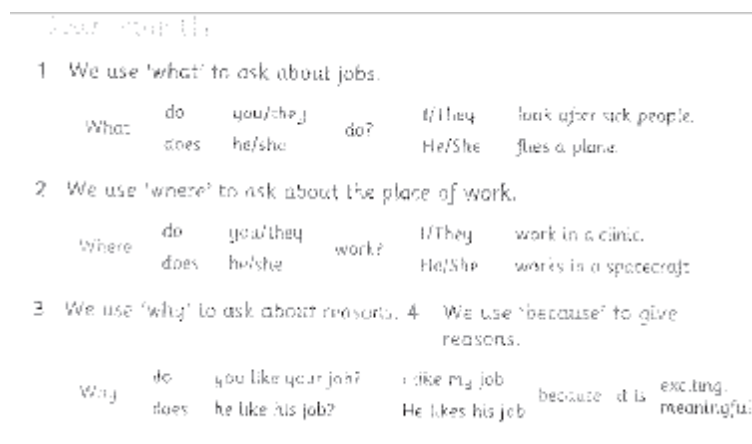 1 We use 'what' to ask about jobs.
What do you/they do? I/They look after sick people.
does he/she He/She flies a plane.
2 We use 'where' to ask about the place of work.
Where do you/they work? I/They work in a clinic.
does he/she He/She works in a spacecraft
3 We use 'why' to ask about reasons. 4 We use 'because' to give
reasons.
Why do you like your job? I like my job because it is exciting.
does he like his job? He likes his job meaningful.